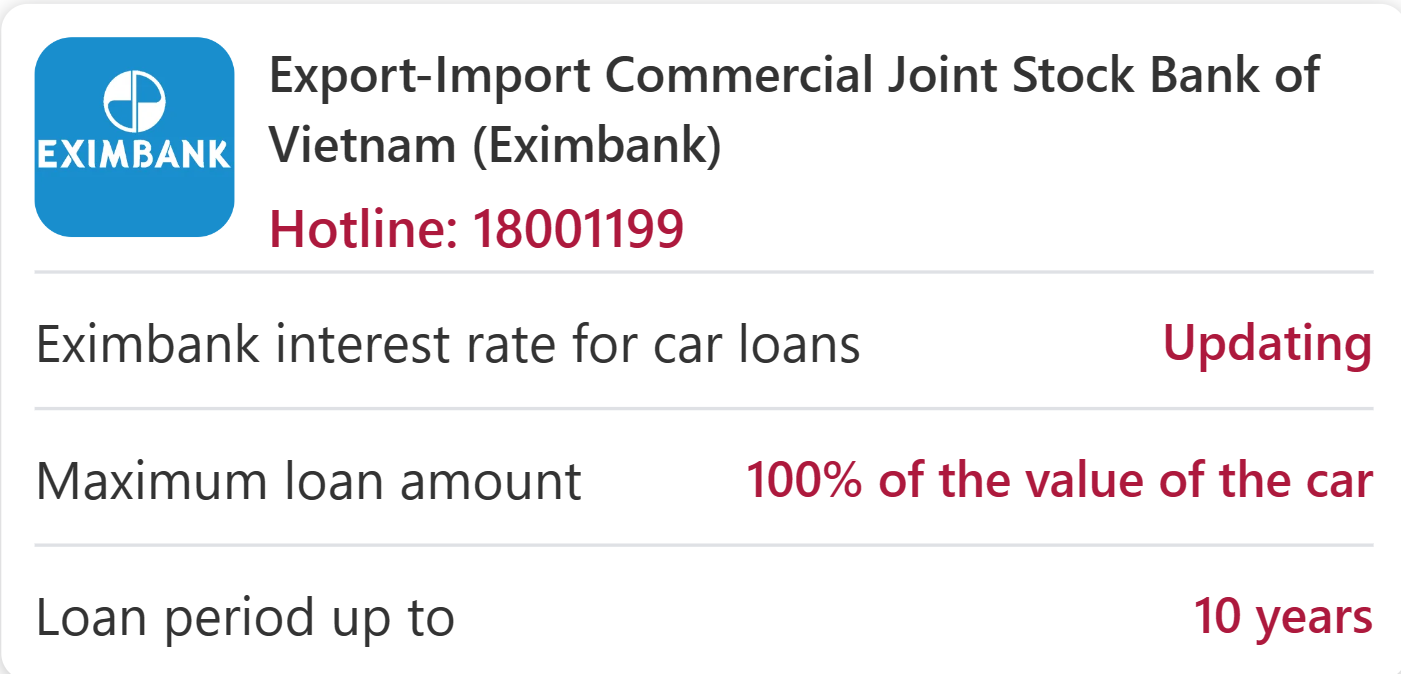 EXIMBANK
Export-Import Commercial Joint Stock Bank of
Vietnam (Eximbank)
Hotline: 18001199
Eximbank interest rate for car loans Updating
Maximum loan amount 100% of the value of the car
Loan period up to 10 years